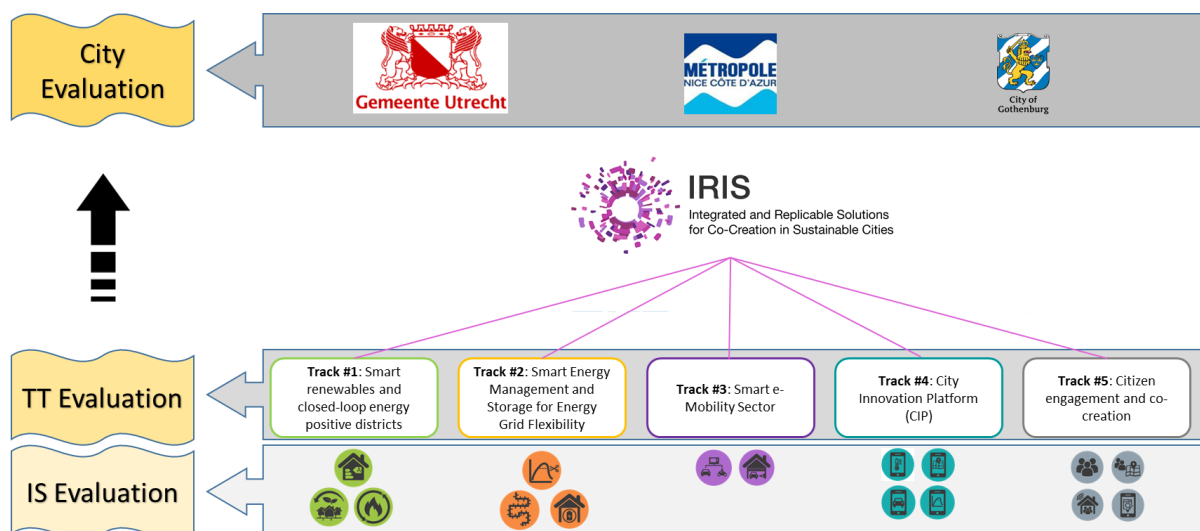 City
Evaluation
Gemeente Utrecht
MÉTROPOLE
NICE CÔTE D'AZUR
City of
Gothenburg
IRIS
Integrated and Replicable Solutions
for Co-Creation in Sustainable Cities
TT Evaluation
Track #1: Smart
renewables and
closed-loop energy
positive districts
Track #2: Smart Energy
Management and
Storage for Energy
Grid Flexibility
Track #3: Smart e-
Mobility Sector
Track #4: City
Innovation Platform
(CIP)
Track #5: Citizen
engagement and co-
creation
IS Evaluation